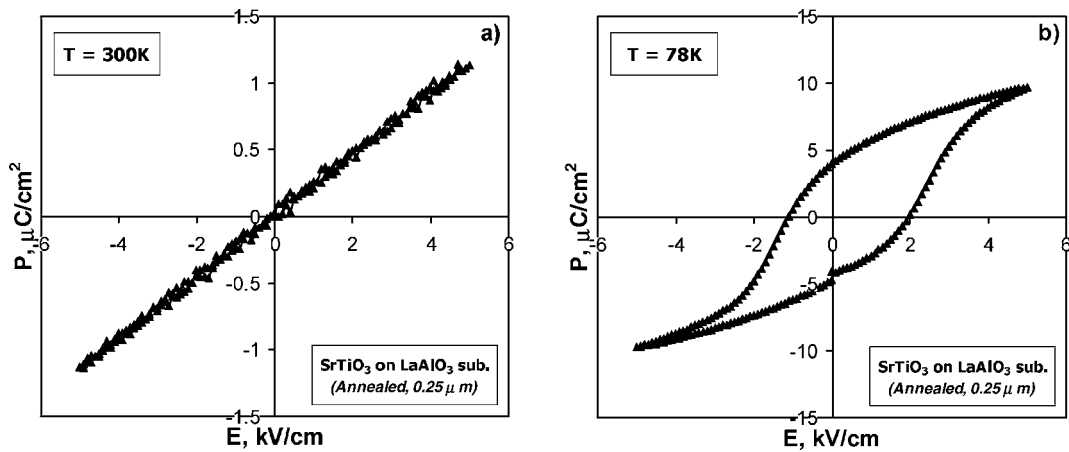 a)
T = 300K
1.5
1
0.5
0
-0.5
-1
-1.5
-6
-4
-2
0
2
4
6
P, μC/cm²
E, kV/cm
SrTiO₃ on LaAlO₃ sub.
(Annealed, 0.25 μ m)
b)
T = 78K
15
10
5
0
-5
-10
-15
-6
-4
-2
0
2
4
6
P, μC/cm²
E, kV/cm
SrTiO₃ on LaAlO₃ sub.
(Annealed, 0.25 μ m)